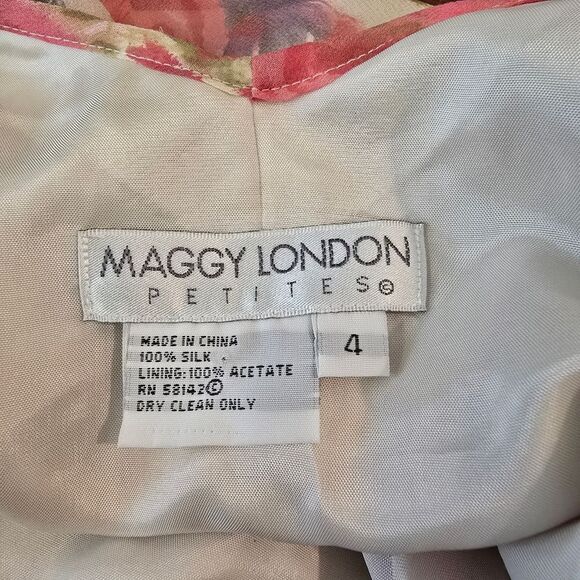 MAGGY LONDON
PETITES©
4
MADE IN CHINA
100% SILK
LINING:100% ACETATE
RN 58142©
DRY CLEAN ONLY